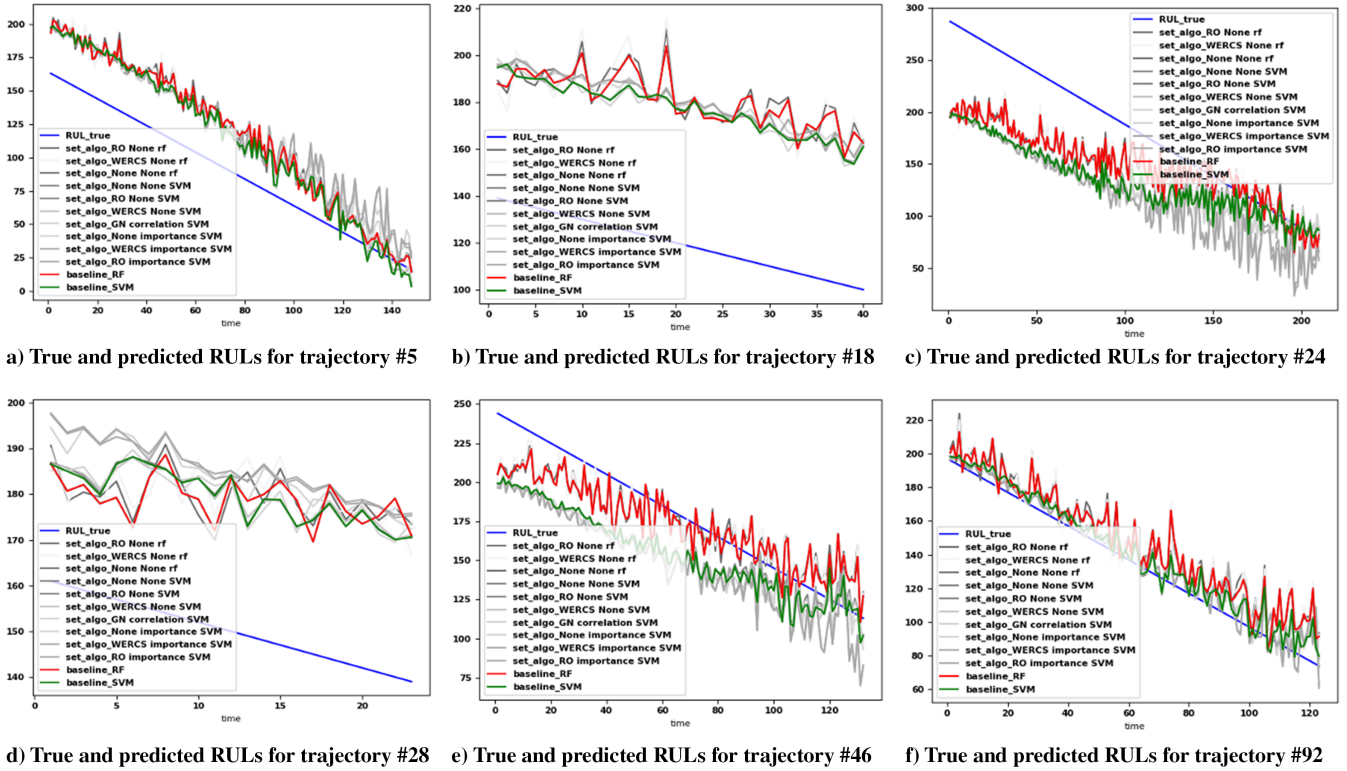 200
175
150
125
100
75
50
25
0
RUL_true
set_algo_RO None rf
set_algo_WERCS None rf
set_algo_None None rf
set_algo_None None SVM
set_algo_RO None SVM
set_algo_WERCS None SVM
set_algo_GN correlation SVM
set_algo_None importance SVM
set_algo_WERCS importance SVM
set_algo_RO importance SVM
baseline_RF
baseline_SVM
0 20 40 60 80 100 120 140
time
a) True and predicted RULs for trajectory #5
220
200
180
160
140
120
100
RUL_true
set_algo_RO None rf
set_algo_WERCS None rf
set_algo_None None rf
set_algo_None None SVM
set_algo_RO None SVM
set_algo_WERCS None SVM
set_algo_GN correlation SVM
set_algo_None importance SVM
set_algo_WERCS importance SVM
set_algo_RO importance SVM
baseline_RF
baseline_SVM
0 5 10 15 20 25 30 35 40
time
b) True and predicted RULs for trajectory #18
300
250
200
150
100
50
RUL_true
set_algo_RO None rf
set_algo_WERCS None rf
set_algo_None None rf
set_algo_None None SVM
set_algo_RO None SVM
set_algo_WERCS None SVM
set_algo_GN correlation SVM
set_algo_None importance SVM
set_algo_WERCS importance SVM
set_algo_RO importance SVM
baseline_RF
baseline_SVM
0 50 100 150 200
time
c) True and predicted RULs for trajectory #24
200
190
180
170
160
150
140
RUL_true
set_algo_RO None rf
set_algo_WERCS None rf
set_algo_None None rf
set_algo_None None SVM
set_algo_RO None SVM
set_algo_WERCS None SVM
set_algo_GN correlation SVM
set_algo_None importance SVM
set_algo_WERCS importance SVM
set_algo_RO importance SVM
baseline_RF
baseline_SVM
0 5 10 15 20
time
d) True and predicted RULs for trajectory #28
250
225
200
175
150
125
100
75
RUL_true
set_algo_RO None rf
set_algo_WERCS None rf
set_algo_None None rf
set_algo_None None SVM
set_algo_RO None SVM
set_algo_WERCS None SVM
set_algo_GN correlation SVM
set_algo_None importance SVM
set_algo_WERCS importance SVM
set_algo_RO importance SVM
baseline_RF
baseline_SVM
0 20 40 60 80 100 120
time
e) True and predicted RULs for trajectory #46
220
200
180
160
140
120
100
80
60
RUL_true
set_algo_RO None rf
set_algo_WERCS None rf
set_algo_None None rf
set_algo_None None SVM
set_algo_RO None SVM
set_algo_WERCS None SVM
set_algo_GN correlation SVM
set_algo_None importance SVM
set_algo_WERCS importance SVM
set_algo_RO importance SVM
baseline_RF
baseline_SVM
0 20 40 60 80 100 120
time
f) True and predicted RULs for trajectory #92